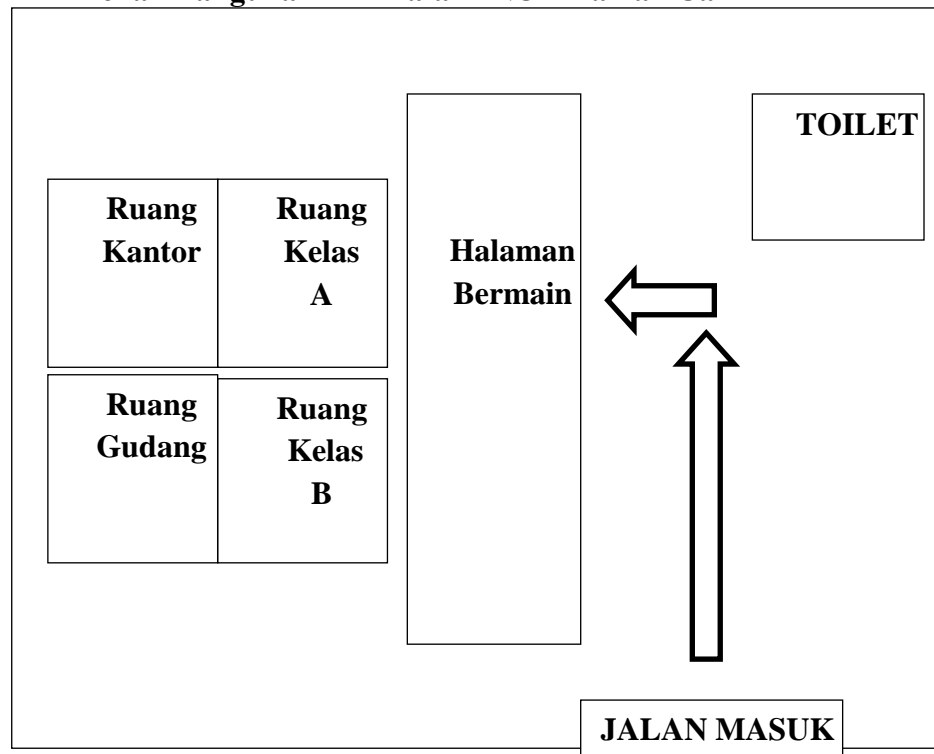 TOILET
Ruang
Kantor
Ruang
Kelas
A
Halaman
Bermain
Ruang
Gudang
Ruang
Kelas
B
JALAN MASUK